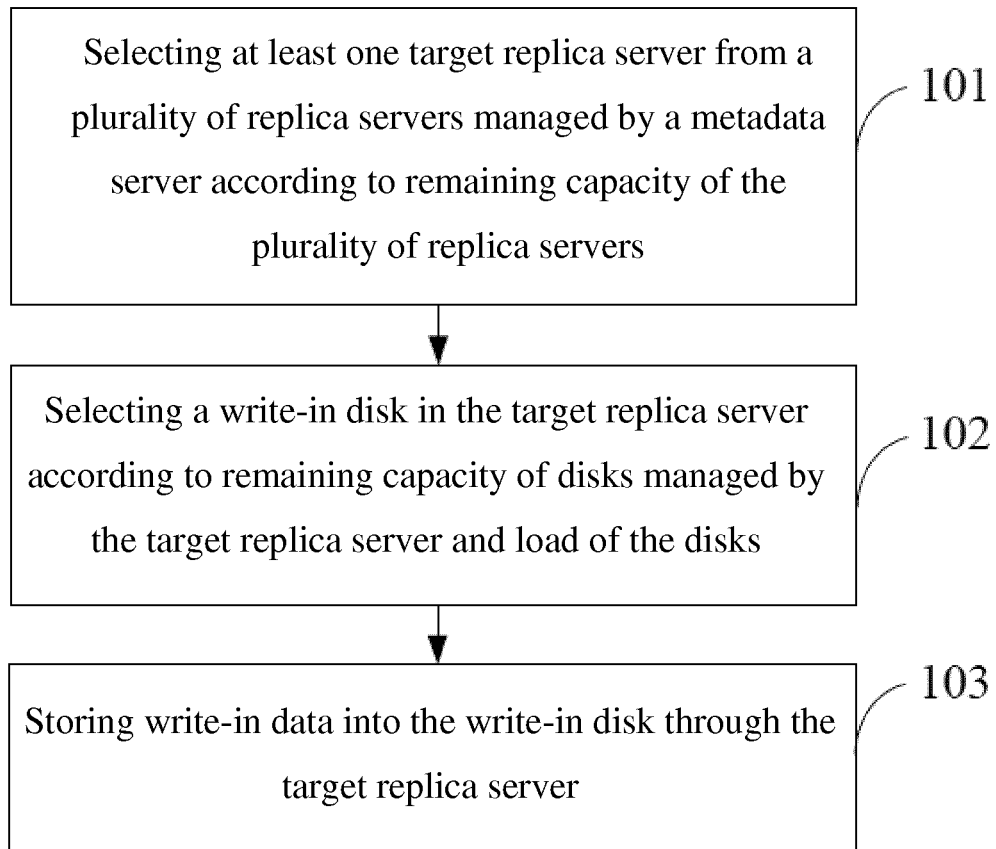 Selecting at least one target replica server from a
plurality of replica servers managed by a metadata
server according to remaining capacity of the
plurality of replica servers
101
Selecting a write-in disk in the target replica server
according to remaining capacity of disks managed by
the target replica server and load of the disks
102
Storing write-in data into the write-in disk through the
target replica server
103